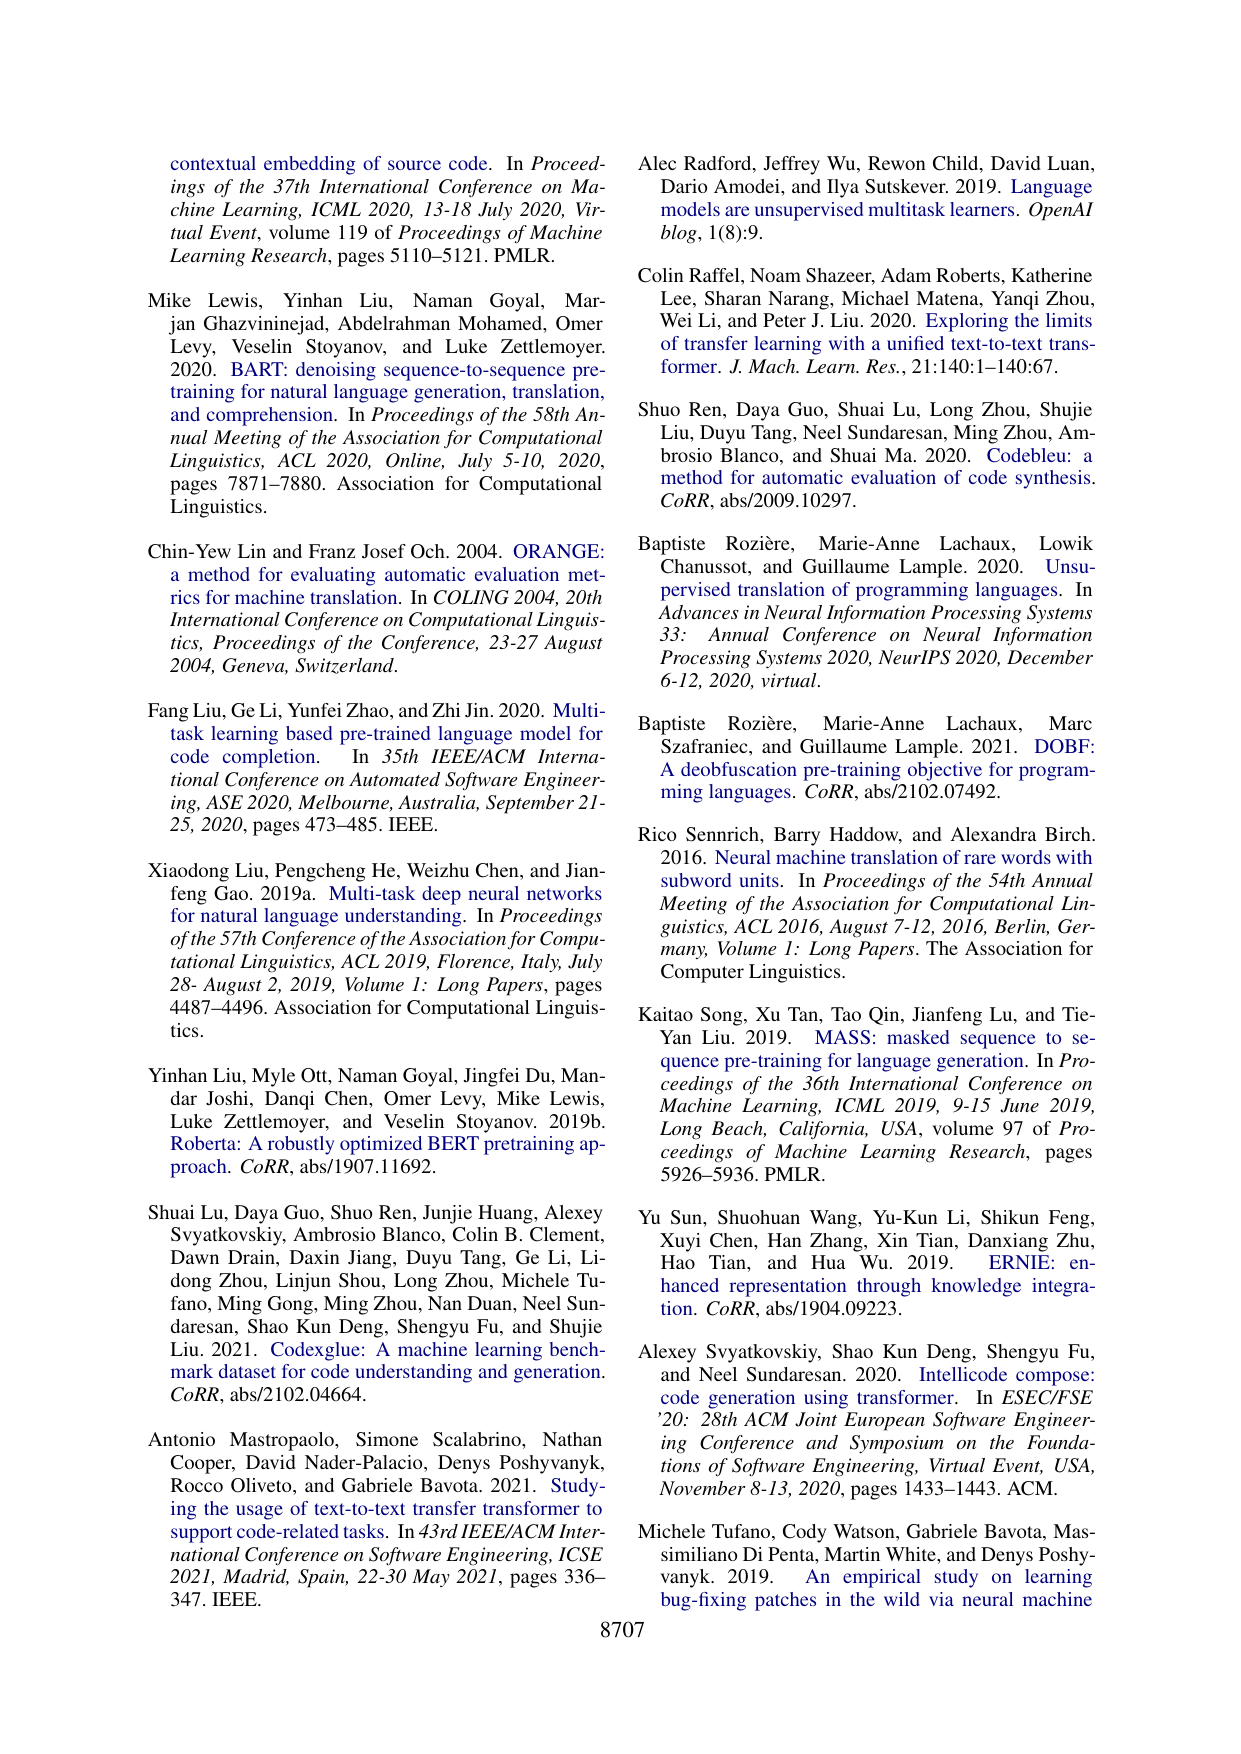 contextual embedding of source code. In Proceed-
ings of the 37th International Conference on Ma-
chine Learning, ICML 2020, 13-18 July 2020, Vir-
tual Event, volume 119 of Proceedings of Machine
Learning Research, pages 5110–5121. PMLR.
Mike Lewis, Yinhan Liu, Naman Goyal, Mar-
jan Ghazvininejad, Abdelrahman Mohamed, Omer
Levy, Veselin Stoyanov, and Luke Zettlemoyer.
2020. BART: denoising sequence-to-sequence pre-
training for natural language generation, translation,
and comprehension. In Proceedings of the 58th An-
nual Meeting of the Association for Computational
Linguistics, ACL 2020, Online, July 5-10, 2020,
pages 7871–7880. Association for Computational
Linguistics.
Chin-Yew Lin and Franz Josef Och. 2004. ORANGE:
a method for evaluating automatic evaluation met-
rics for machine translation. In COLING 2004, 20th
International Conference on Computational Linguis-
tics, Proceedings of the Conference, 23-27 August
2004, Geneva, Switzerland.
Fang Liu, Ge Li, Yunfei Zhao, and Zhi Jin. 2020. Multi-
task learning based pre-trained language model for
code completion. In 35th IEEE/ACM Interna-
tional Conference on Automated Software Engineer-
ing, ASE 2020, Melbourne, Australia, September 21-
25, 2020, pages 473–485. IEEE.
Xiaodong Liu, Pengcheng He, Weizhu Chen, and Jian-
feng Gao. 2019a. Multi-task deep neural networks
for natural language understanding. In Proceedings
of the 57th Conference of the Association for Compu-
tational Linguistics, ACL 2019, Florence, Italy, July
28- August 2, 2019, Volume 1: Long Papers, pages
4487–4496. Association for Computational Linguis-
tics.
Yinhan Liu, Myle Ott, Naman Goyal, Jingfei Du, Man-
dar Joshi, Danqi Chen, Omer Levy, Mike Lewis,
Luke Zettlemoyer, and Veselin Stoyanov. 2019b.
Roberta: A robustly optimized BERT pretraining ap-
proach. CoRR, abs/1907.11692.
Shuai Lu, Daya Guo, Shuo Ren, Junjie Huang, Alexey
Svyatkovskiy, Ambrosio Blanco, Colin B. Clement,
Dawn Drain, Daxin Jiang, Duyu Tang, Ge Li, Li-
dong Zhou, Linjun Shou, Long Zhou, Michele Tu-
fano, Ming Gong, Ming Zhou, Nan Duan, Neel Sun-
daresan, Shao Kun Deng, Shengyu Fu, and Shujie
Liu. 2021. Codexglue: A machine learning bench-
mark dataset for code understanding and generation.
CoRR, abs/2102.04664.
Antonio Mastropaolo, Simone Scalabrino, Nathan
Cooper, David Nader-Palacio, Denys Poshyvanyk,
Rocco Oliveto, and Gabriele Bavota. 2021. Study-
ing the usage of text-to-text transfer transformer to
support code-related tasks. In 43rd IEEE/ACM Inter-
national Conference on Software Engineering, ICSE
2021, Madrid, Spain, 22-30 May 2021, pages 336–
347. IEEE.
Alec Radford, Jeffrey Wu, Rewon Child, David Luan,
Dario Amodei, and Ilya Sutskever. 2019. Language
models are unsupervised multitask learners. OpenAI
blog, 1(8):9.
Colin Raffel, Noam Shazeer, Adam Roberts, Katherine
Lee, Sharan Narang, Michael Matena, Yanqi Zhou,
Wei Li, and Peter J. Liu. 2020. Exploring the limits
of transfer learning with a unified text-to-text trans-
former. J. Mach. Learn. Res., 21:140:1–140:67.
Shuo Ren, Daya Guo, Shuai Lu, Long Zhou, Shujie
Liu, Duyu Tang, Neel Sundaresan, Ming Zhou, Am-
brosio Blanco, and Shuai Ma. 2020. Codebleu: a
method for automatic evaluation of code synthesis.
CoRR, abs/2009.10297.
Baptiste Rozière, Marie-Anne Lachaux, Lowik
Chanussot, and Guillaume Lample. 2020. Unsu-
pervised translation of programming languages. In
Advances in Neural Information Processing Systems
33: Annual Conference on Neural Information
Processing Systems 2020, NeurIPS 2020, December
6-12, 2020, virtual.
Baptiste Rozière, Marie-Anne Lachaux, Marc
Szafraniec, and Guillaume Lample. 2021. DOBF:
A deobfuscation pre-training objective for program-
ming languages. CoRR, abs/2102.07492.
Rico Sennrich, Barry Haddow, and Alexandra Birch.
2016. Neural machine translation of rare words with
subword units. In Proceedings of the 54th Annual
Meeting of the Association for Computational Lin-
guistics, ACL 2016, August 7-12, 2016, Berlin, Ger-
many, Volume 1: Long Papers. The Association for
Computer Linguistics.
Kaitao Song, Xu Tan, Tao Qin, Jianfeng Lu, and Tie-
Yan Liu. 2019. MASS: masked sequence to se-
quence pre-training for language generation. In Pro-
ceedings of the 36th International Conference on
Machine Learning, ICML 2019, 9-15 June 2019,
Long Beach, California, USA, volume 97 of Pro-
ceedings of Machine Learning Research, pages
5926–5936. PMLR.
Yu Sun, Shuohuan Wang, Yu-Kun Li, Shikun Feng,
Xuyi Chen, Han Zhang, Xin Tian, Danxiang Zhu,
Hao Tian, and Hua Wu. 2019. ERNIE: en-
hanced representation through knowledge integra-
tion. CoRR, abs/1904.09223.
Alexey Svyatkovskiy, Shao Kun Deng, Shengyu Fu,
and Neel Sundaresan. 2020. Intellicode compose:
code generation using transformer. In ESEC/FSE
’20: 28th ACM Joint European Software Engineer-
ing Conference and Symposium on the Founda-
tions of Software Engineering, Virtual Event, USA,
November 8-13, 2020, pages 1433–1443. ACM.
Michele Tufano, Cody Watson, Gabriele Bavota, Mas-
similiano Di Penta, Martin White, and Denys Poshy-
vanyk. 2019. An empirical study on learning
bug-fixing patches in the wild via neural machine
8707